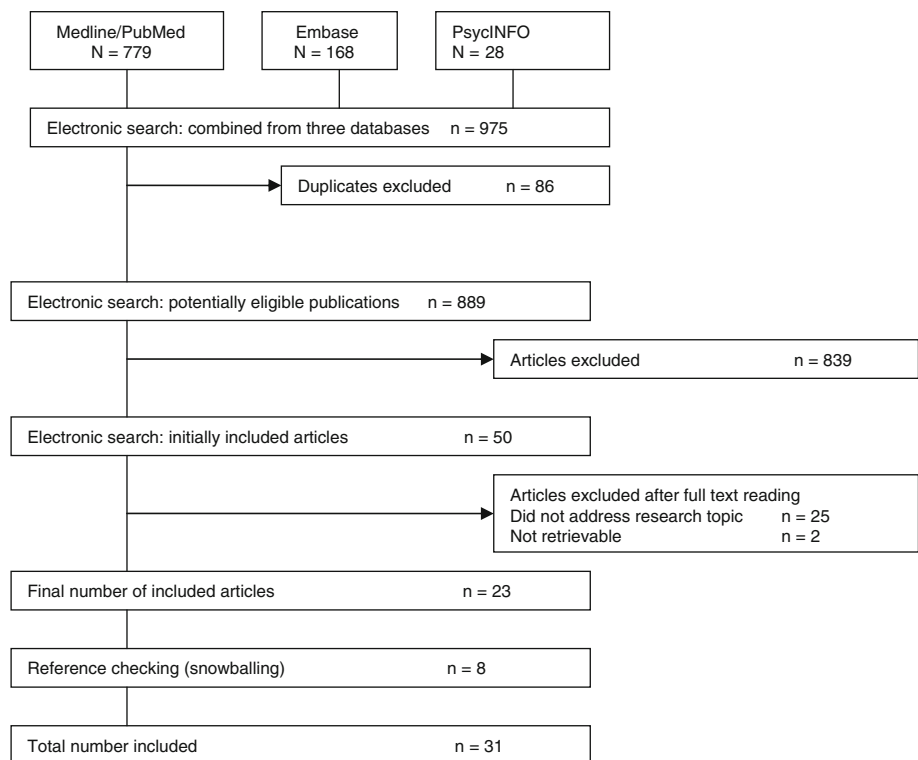 Medline/PubMed
N = 779
Embase
N = 168
PsycINFO
N = 28
Electronic search: combined from three databases n = 975
Duplicates excluded n = 86
Electronic search: potentially eligible publications n = 889
Articles excluded n = 839
Electronic search: initially included articles n = 50
Articles excluded after full text reading
Did not address research topic n = 25
Not retrievable n = 2
Final number of included articles n = 23
Reference checking (snowballing) n = 8
Total number included n = 31